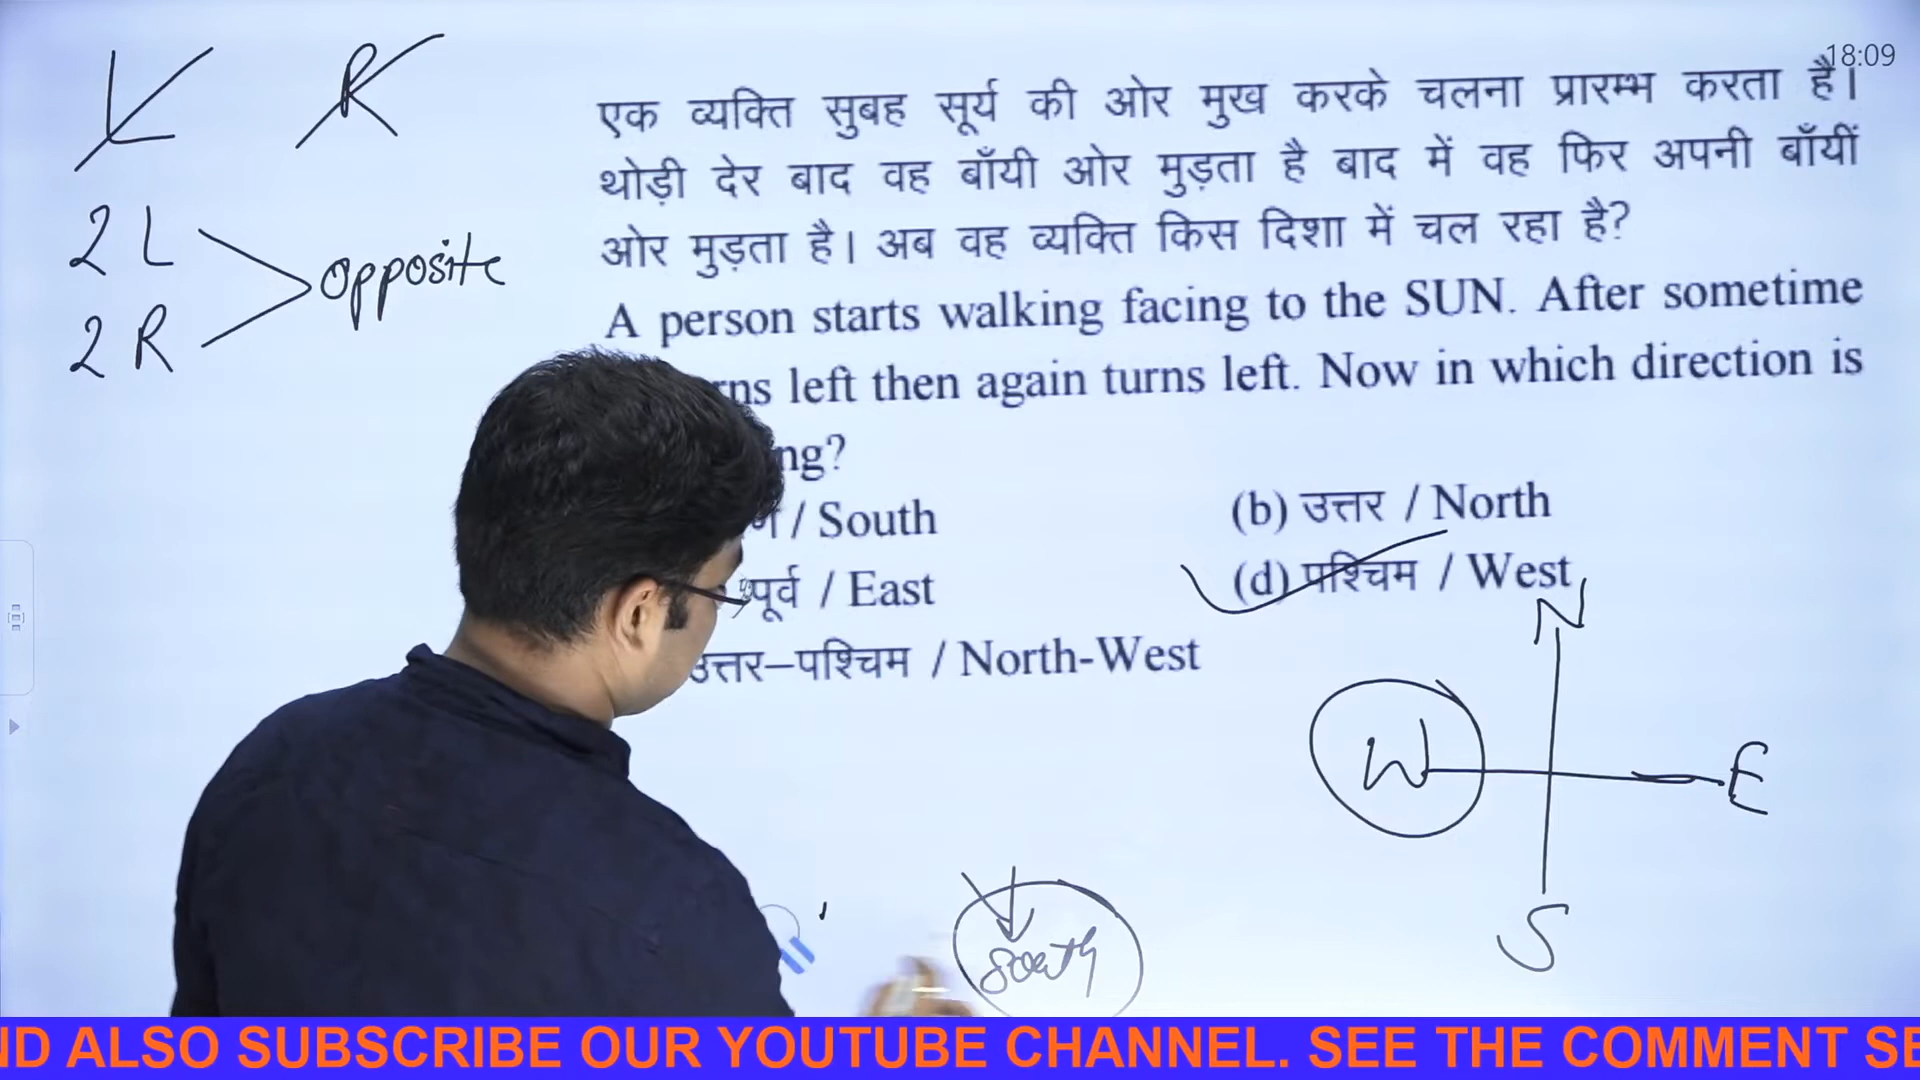 18:09
L R
एक व्यक्ति सुबह सूर्य की ओर मुख करके चलना प्रारम्भ करता है।
थोड़ी देर बाद वह बाँयी ओर मुड़ता है बाद में वह फिर अपनी बाँयीं
ओर मुड़ता है। अब वह व्यक्ति किस दिशा में चल रहा है?
2 L
opposite
2 R
A person starts walking facing to the SUN. After sometime
left then again turns left. Now in which direction is
/ South
(b) उत्तर / North
पूर्व / East
(d) पश्चिम / West
उत्तर–पश्चिम / North-West
N
W E
S
south
ND ALSO SUBSCRIBE OUR YOUTUBE CHANNEL. SEE THE COMMENT SE